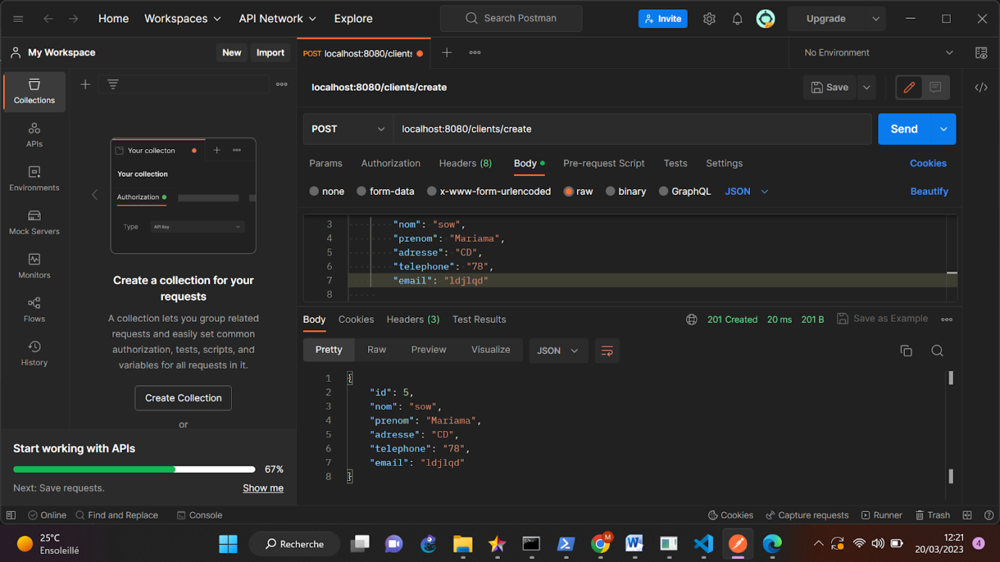 Home Workspaces API Network Explore Search Postman Invite Upgrade
My Workspace New Import POST localhost:8080/clients No Environment
Collections
APIs
Environments
Mock Servers
Monitors
Flows
History
Your collecton
Your collection
Authorization
Type API Key
Create a collection for your
requests
A collection lets you group related
requests and easily set common
authorization, tests, scripts, and
variables for all requests in it.
Create Collection
or
Start working with APIs
67%
Next: Save requests. Show me
localhost:8080/clients/create Save
POST localhost:8080/clients/create Send
Params Authorization Headers (8) Body Pre-request Script Tests Settings Cookies
none form-data x-www-form-urlencoded raw binary GraphQL JSON Beautify
3 "nom": "sow",
4 "prenom": "Mariama",
5 "adresse": "CD",
6 "telephone": "78",
7 "email": "ldjlqd"
8
Body Cookies Headers (3) Test Results 201 Created 20 ms 201 B Save as Example
Pretty Raw Preview Visualize JSON
1 {
2 "id": 5,
3 "nom": "sow",
4 "prenom": "Mariama",
5 "adresse": "CD",
6 "telephone": "78",
7 "email": "ldjlqd"
8 }
Online Find and Replace Console Cookies Capture requests Runner Trash
25°C
Ensoleillé
Recherche
M
12:21
20/03/2023
4